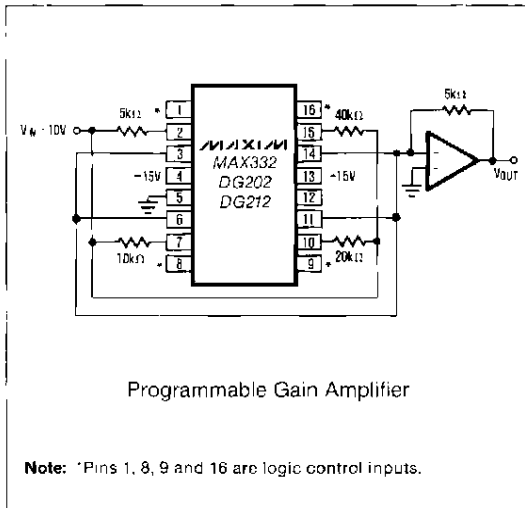 * 1
16 *
5kΩ
2
15
40kΩ
5kΩ
VIN - 10V
MAXIM
3
MAX332
14
-15V
4
DG202
13
-15V
5
DG212
12
VOUT
6
11
7
10
10kΩ
20kΩ
* 8
9 *
Programmable Gain Amplifier
Note: *Pins 1, 8, 9 and 16 are logic control inputs.